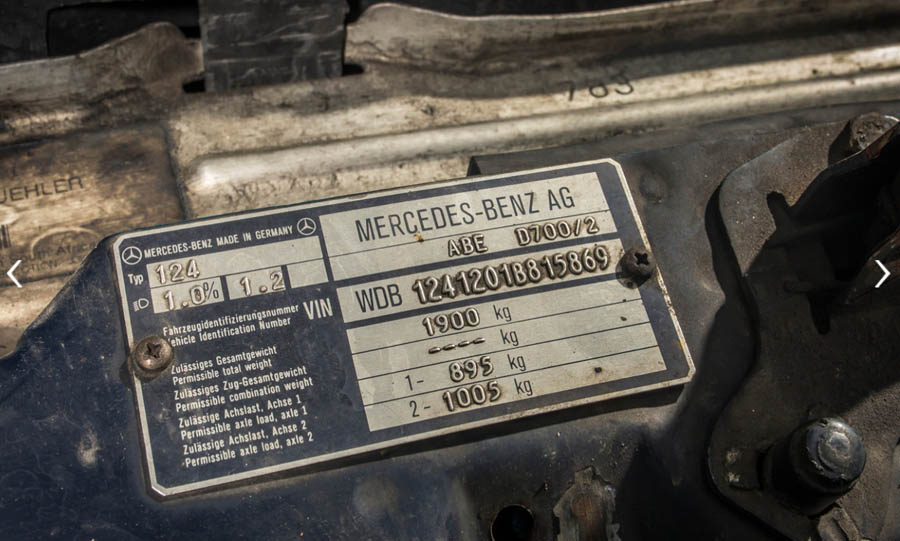 763
UEHLER
MERCEDES-BENZ MADE IN GERMANY
MERCEDES-BENZ AG
Typ 124
ABE D700/2
1.0% 1.2
Fahrzeugidentifizierungsnummer
Vehicle Identification Number
VIN WDB 1241201B815869
1900 kg
---- kg
1- 895 kg
2- 1005 kg
Zulässiges Gesamtgewicht
Permissible total weight
Zulässiges Zug-Gesamtgewicht
Permissible combination weight
Zulässige Achslast, Achse 1
Permissible axle load, axle 1
Zulässige Achslast, Achse 2
Permissible axle load, axle 2